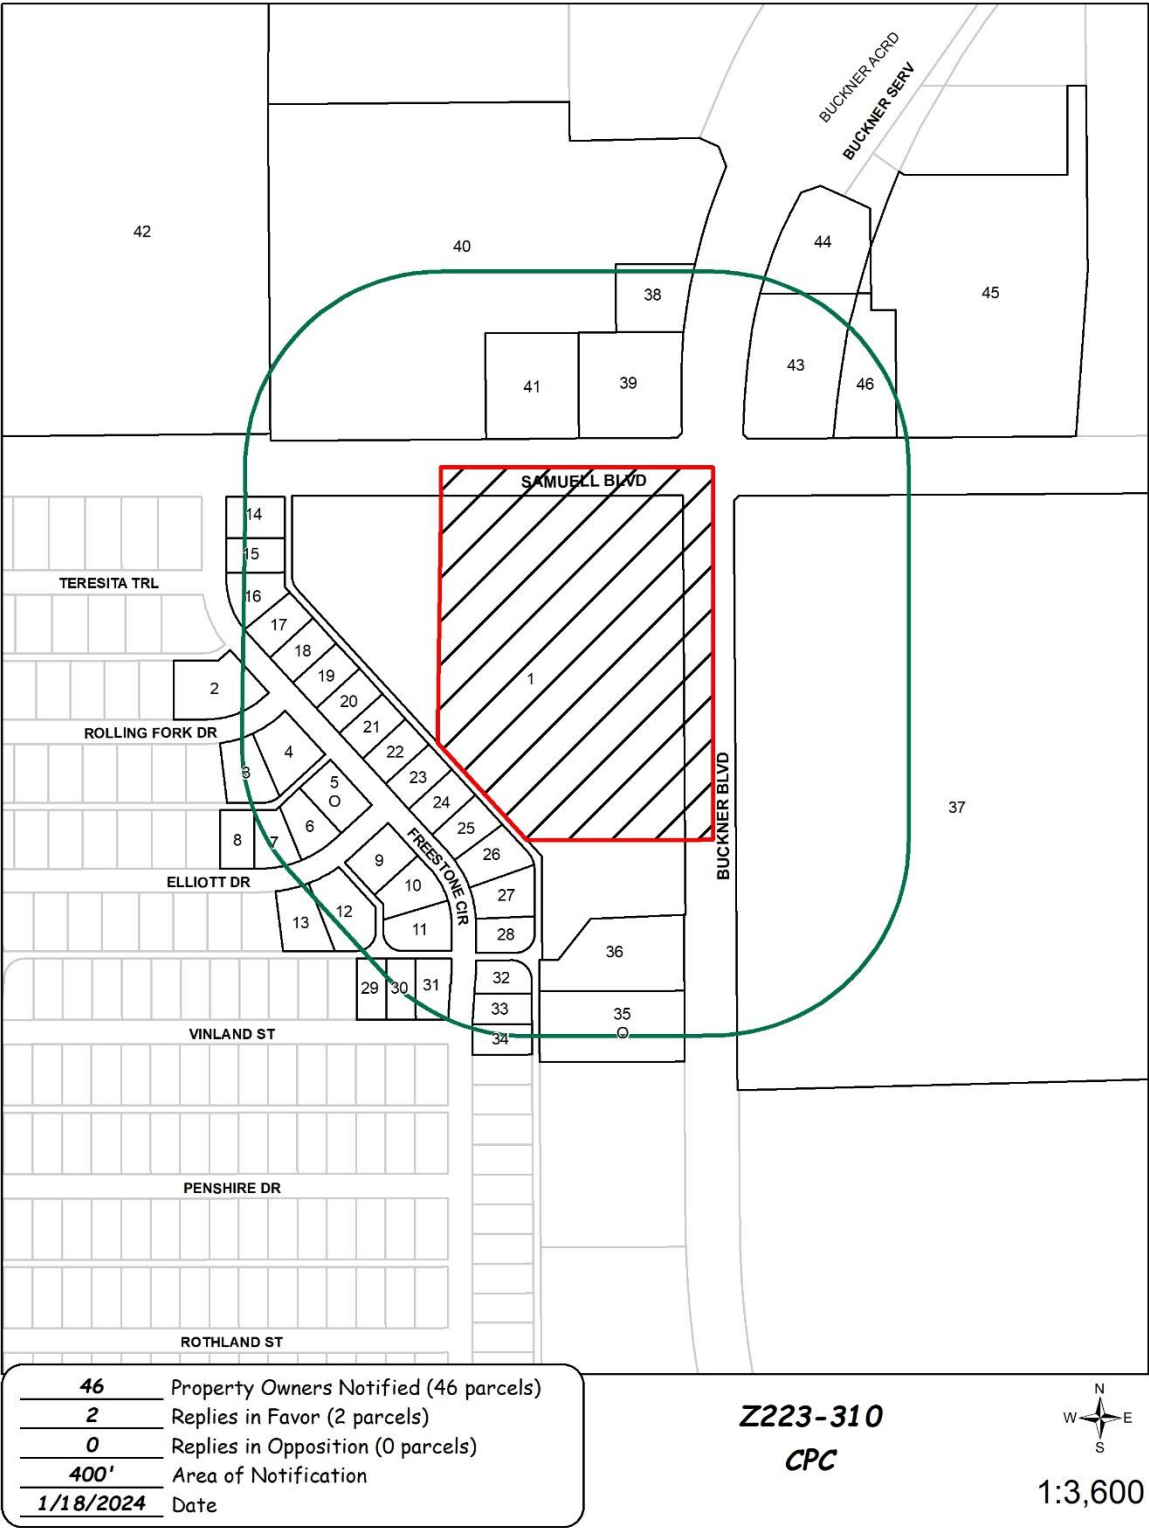 BUCKNER ACRD
BUCKNER SERV
42
40
44
45
38
43
41
39
46
SAMUELL BLVD
14
15
TERESITA TRL
16
17
18
19
1
2
20
21
ROLLING FORK DR
22
4
3
23
5
O
24
BUCKNER BLVD
37
6
25
8
7
FREESTONE CIR
26
9
ELLIOTT DR
10
27
12
13
11
28
36
32
29
30
31
33
35
O
VINLAND ST
34
PENSHIRE DR
ROTHLAND ST
46 Property Owners Notified (46 parcels)
2 Replies in Favor (2 parcels)
0 Replies in Opposition (0 parcels)
400' Area of Notification
1/18/2024 Date
Z223-310
CPC
N
W E
S
1:3,600